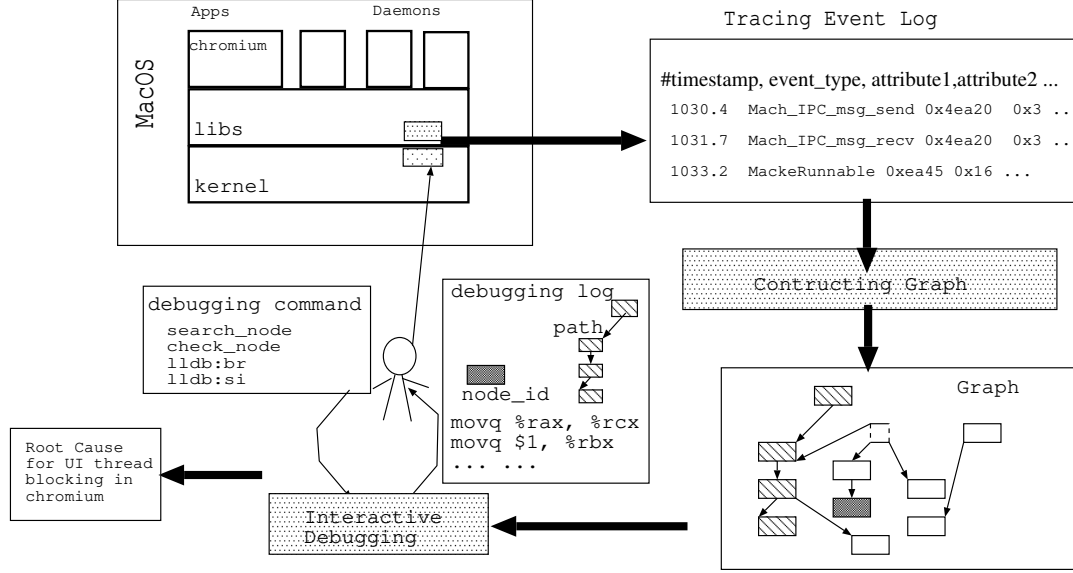 Apps
Daemons
MacOS
chromium
libs
kernel
Tracing Event Log
#timestamp, event_type, attribute1,attribute2 ...
1030.4 Mach_IPC_msg_send 0x4ea20 0x3 ..
1031.7 Mach_IPC_msg_recv 0x4ea20 0x3 ..
1033.2 MackeRunnable 0xea45 0x16 ...
Contructing Graph
debugging command
search_node
check_node
lldb:br
lldb:si
debugging log
path
node_id
movq %rax, %rcx
movq $1, %rbx
... ...
Graph
Root Cause
for UI thread
blocking in
chromium
Interactive
Debugging